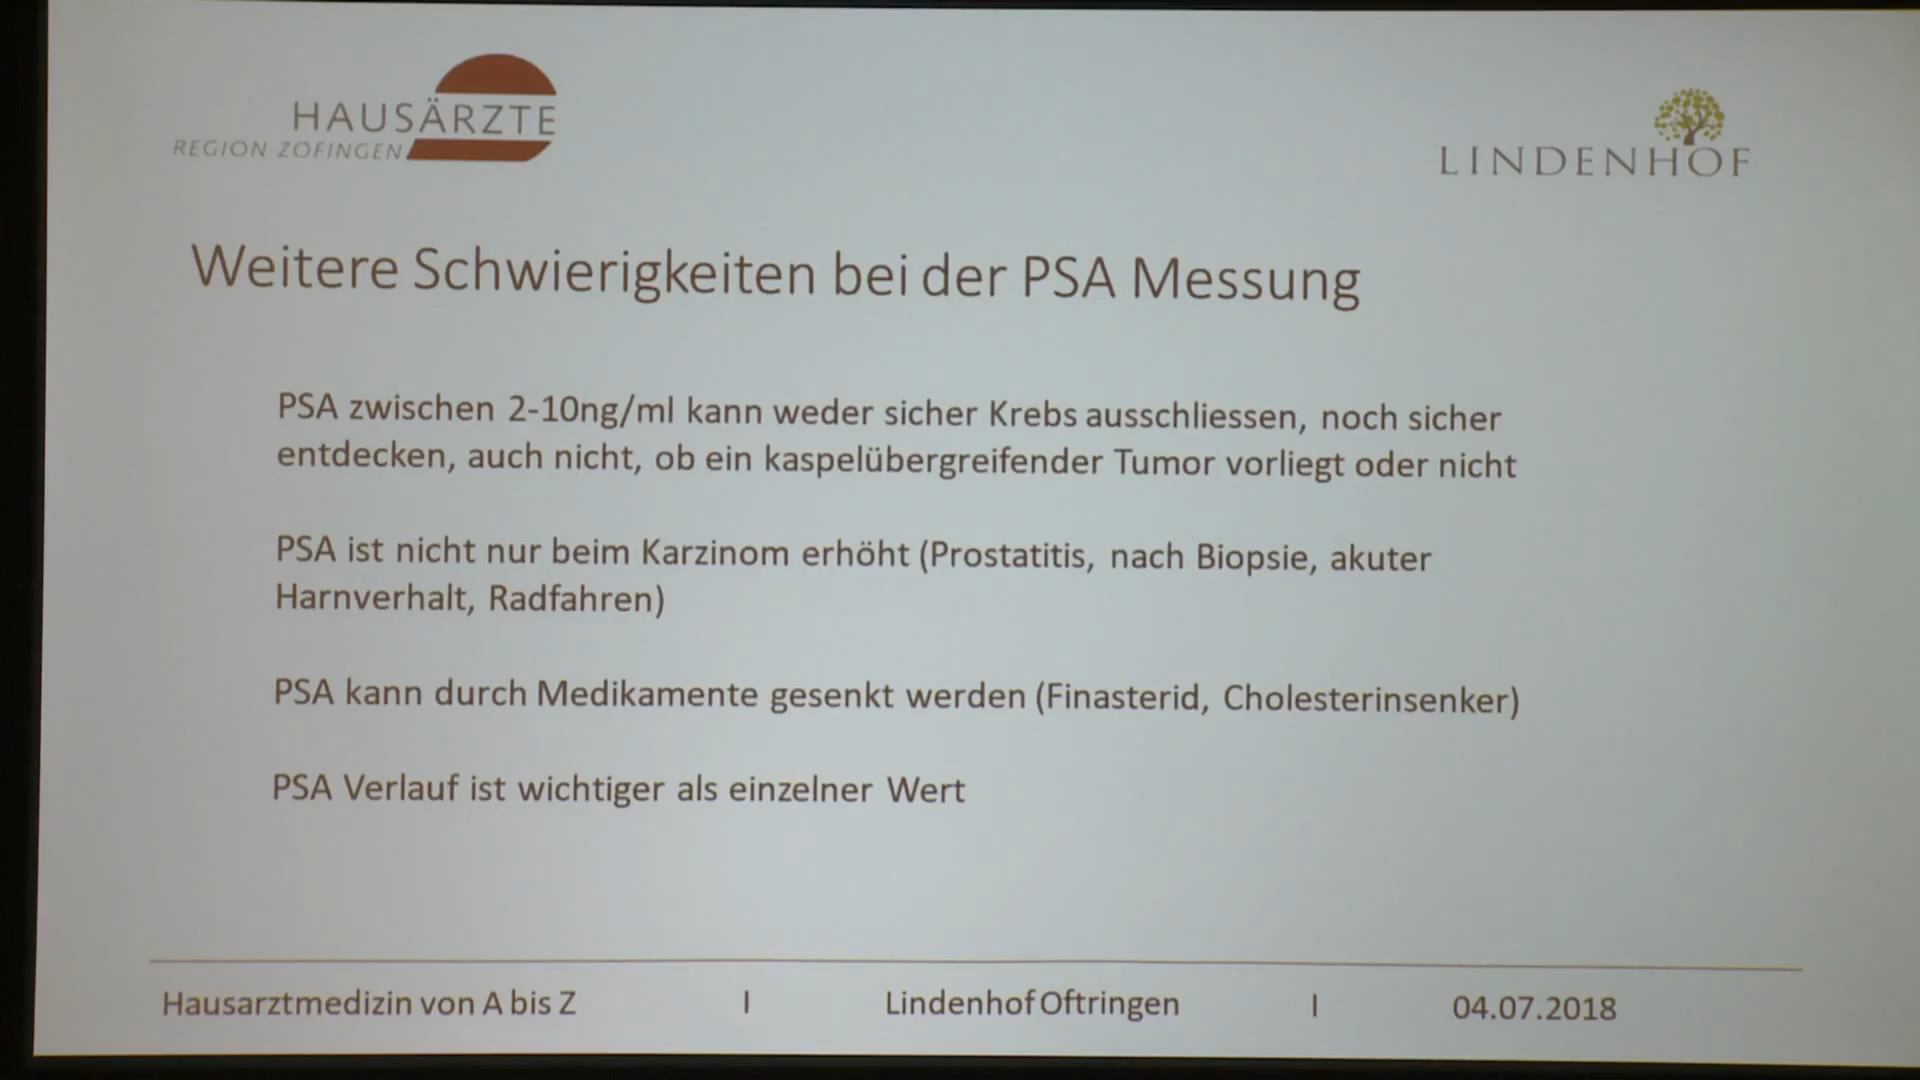 HAUSÄRZTE
REGION ZOFINGEN
LINDENHOF
Weitere Schwierigkeiten bei der PSA Messung
PSA zwischen 2-10ng/ml kann weder sicher Krebs ausschliessen, noch sicher
entdecken, auch nicht, ob ein kaspelübergreifender Tumor vorliegt oder nicht
PSA ist nicht nur beim Karzinom erhöht (Prostatitis, nach Biopsie, akuter
Harnverhalt, Radfahren)
PSA kann durch Medikamente gesenkt werden (Finasterid, Cholesterinsenker)
PSA Verlauf ist wichtiger als einzelner Wert
Hausarztmedizin von A bis Z | Lindenhof Oftringen | 04.07.2018